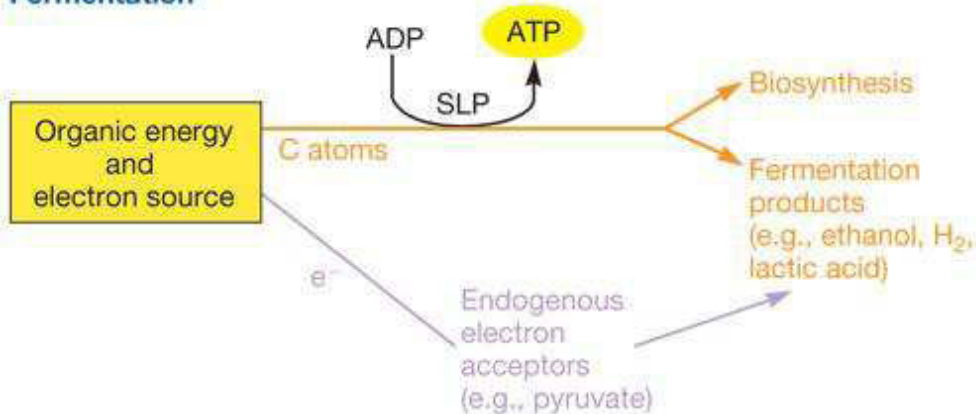 Fermentation
ADP
ATP
SLP
Organic energy
and
electron source
C atoms
Biosynthesis
Fermentation
products
(e.g., ethanol, H₂,
lactic acid)
e⁻
Endogenous
electron
acceptors
(e.g., pyruvate)